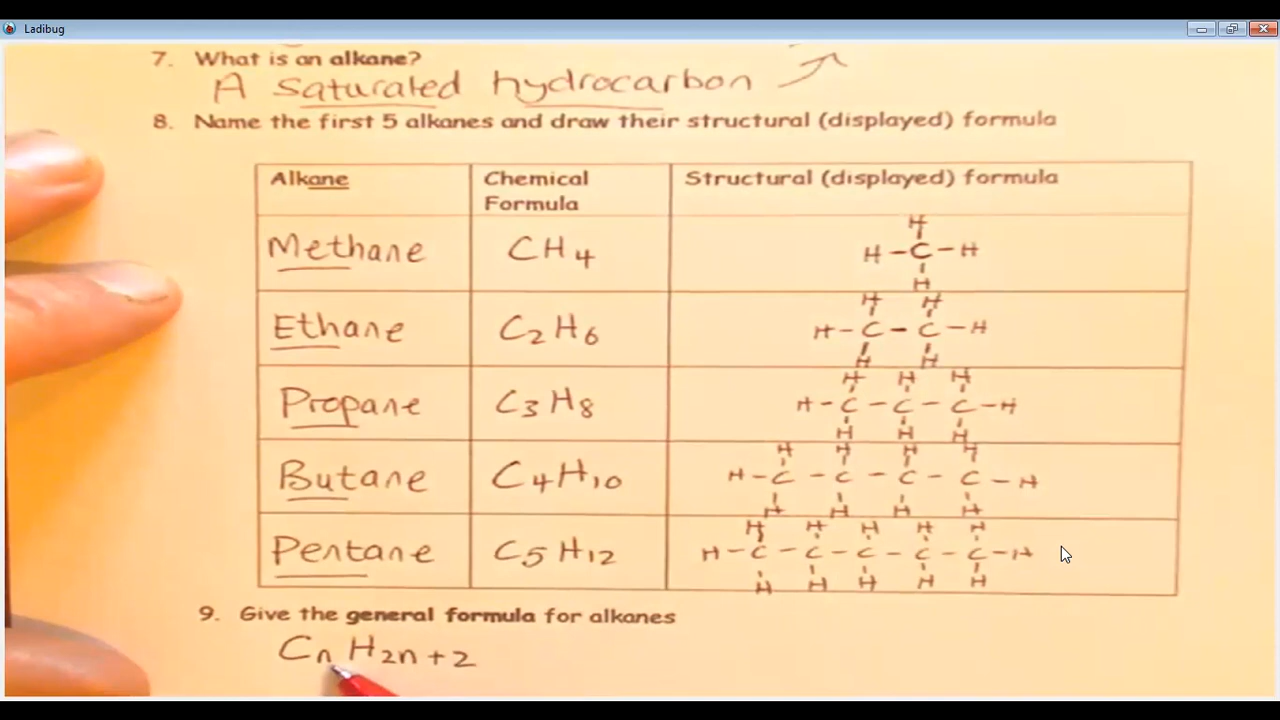 Ladibug
7. What is an alkane?
A saturated hydrocarbon
8. Name the first 5 alkanes and draw their structural (displayed) formula
Alkane
Chemical
Formula
Structural (displayed) formula
Methane
CH4
H
H-C-H
H
Ethane
C2H6
H H
H-C-C-H
H H
Propane
C3H8
H H H
H-C-C-C-H
H H H
Butane
C4H10
H H H H
H-C-C-C-C-H
H H H H
Pentane
C5H12
H H H H H
H-C-C-C-C-C-H
H H H H H
9. Give the general formula for alkanes
CnH2n+2